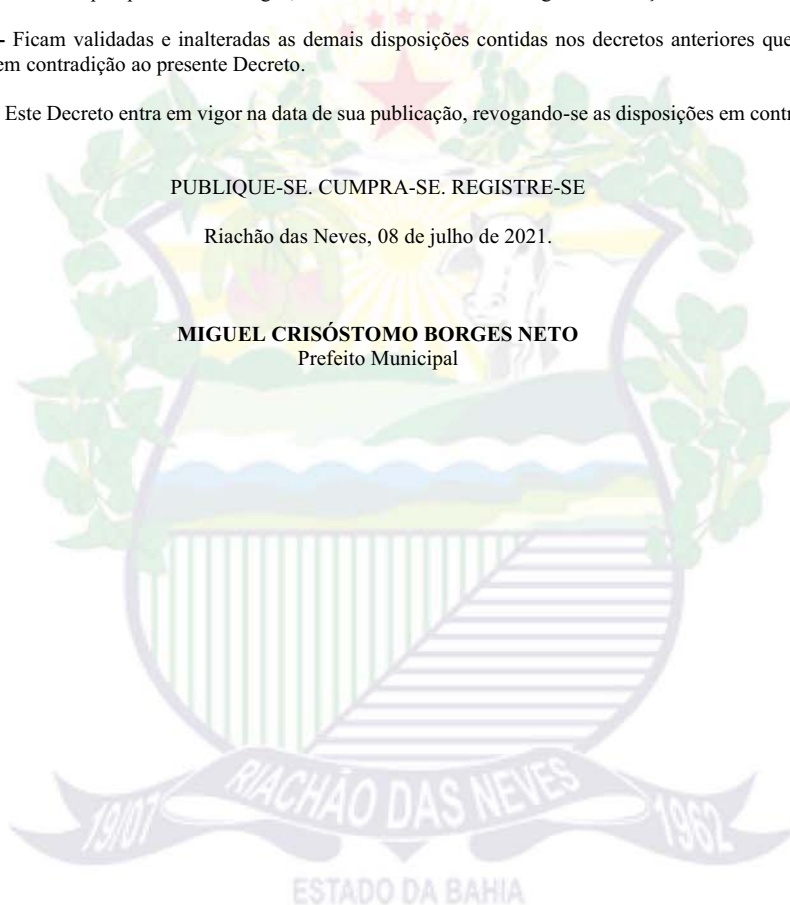 - Ficam validadas e inalteradas as demais disposições contidas nos decretos anteriores que
em contradição ao presente Decreto.
Este Decreto entra em vigor na data de sua publicação, revogando-se as disposições em contr
PUBLIQUE-SE. CUMPRA-SE. REGISTRE-SE
Riachão das Neves, 08 de julho de 2021.
MIGUEL CRISÓSTOMO BORGES NETO
Prefeito Municipal
19/07 RIACHÃO DAS NEVES 1962
ESTADO DA BAHIA